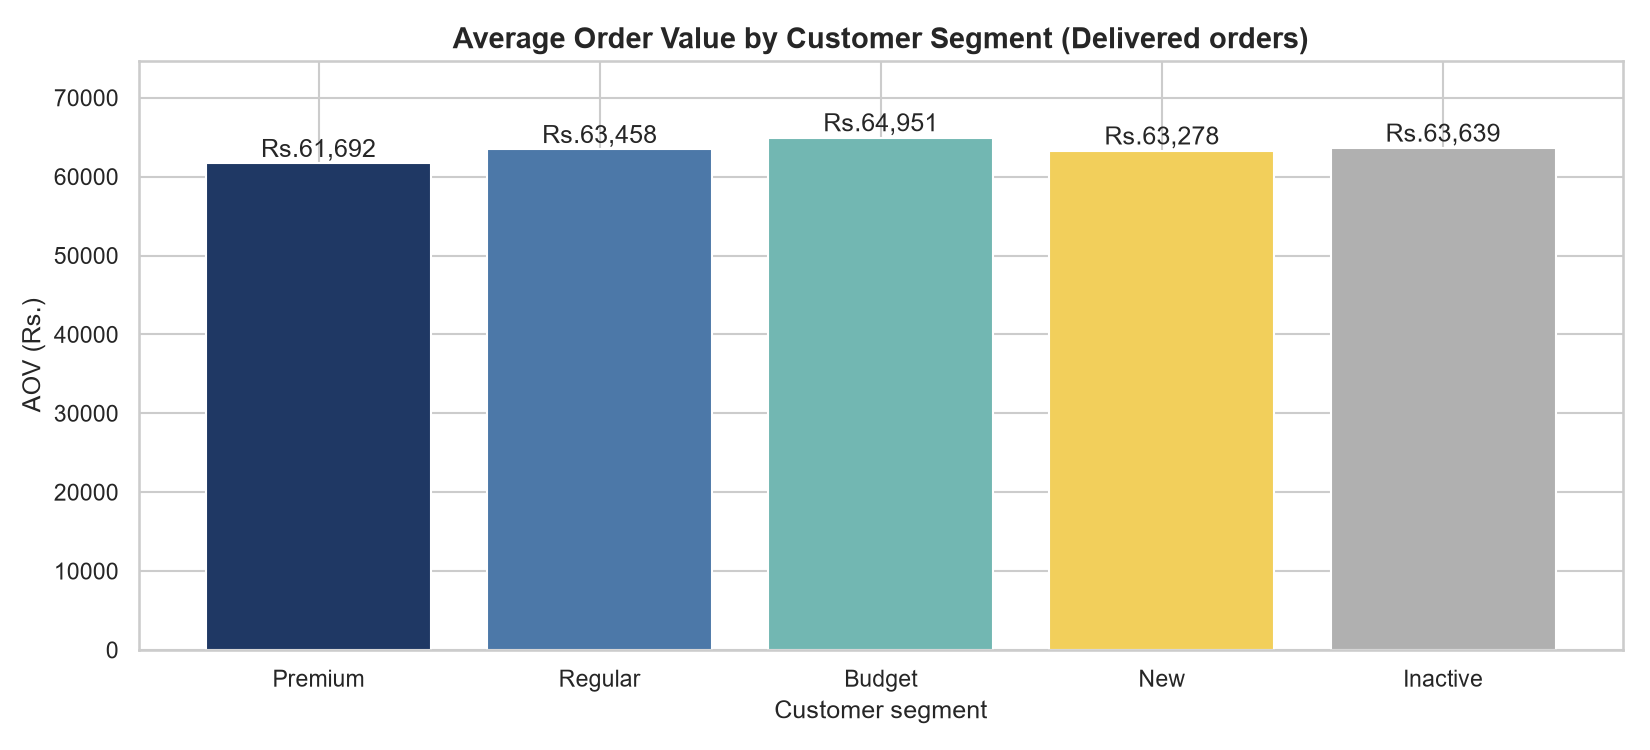 Average Order Value by Customer Segment (Delivered orders)
70000
60000
50000
40000
30000
20000
10000
0
AOV (Rs.)
Rs.61,692
Rs.63,458
Rs.64,951
Rs.63,278
Rs.63,639
Premium
Regular
Budget
New
Inactive
Customer segment